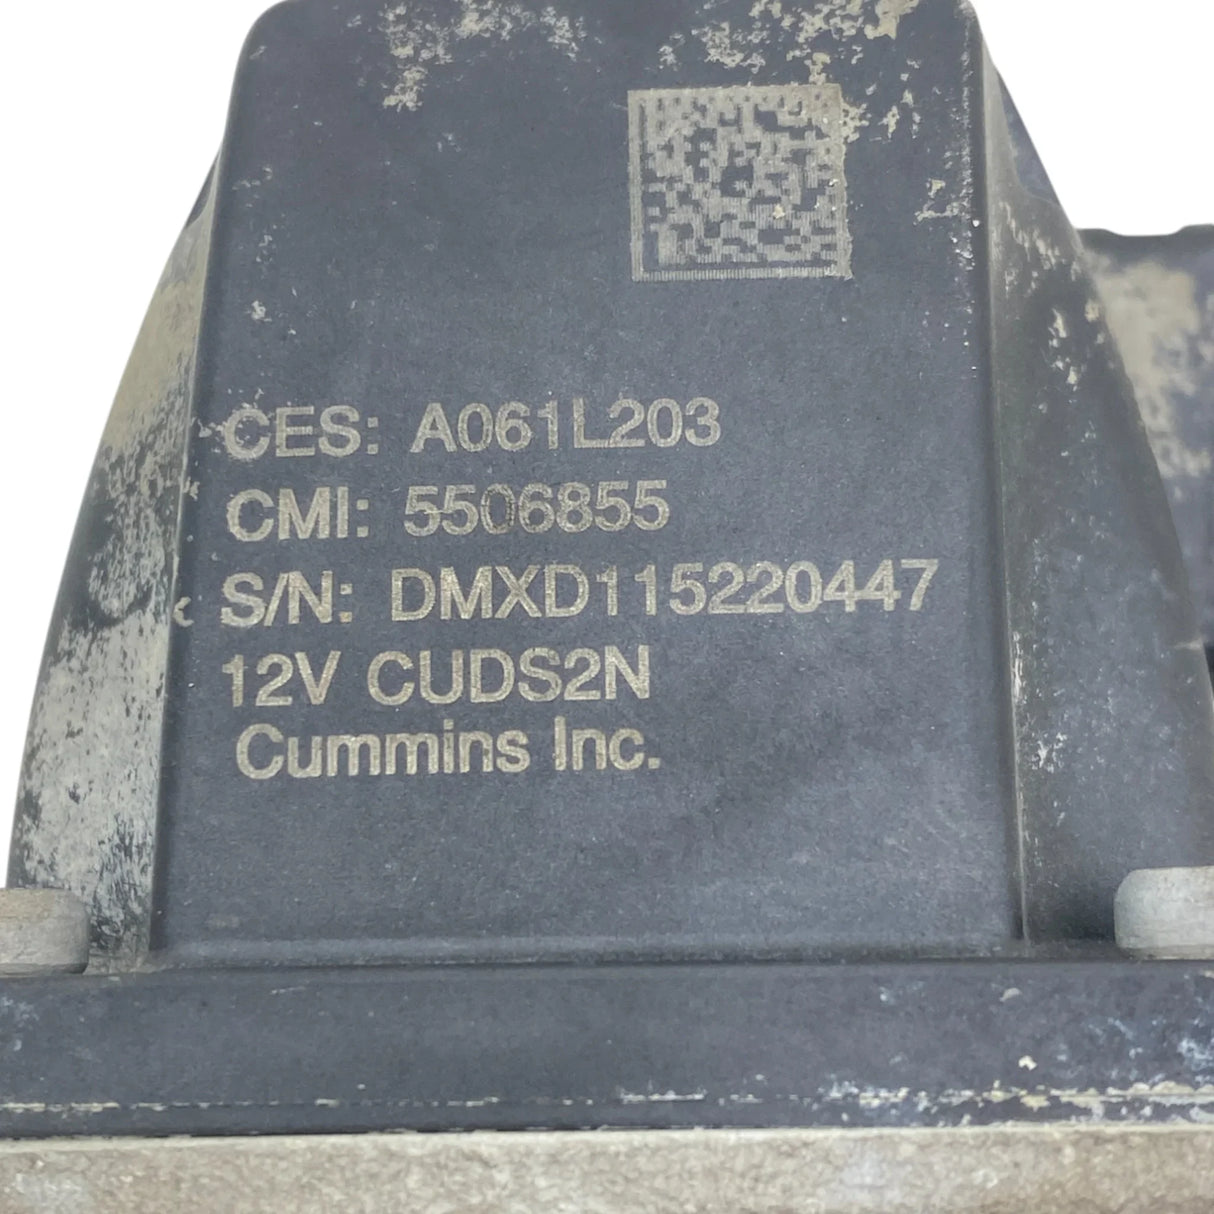 CES: A061L203
CMI: 5506855
S/N: DMXD115220447
12V CUDS2N
Cummins Inc.